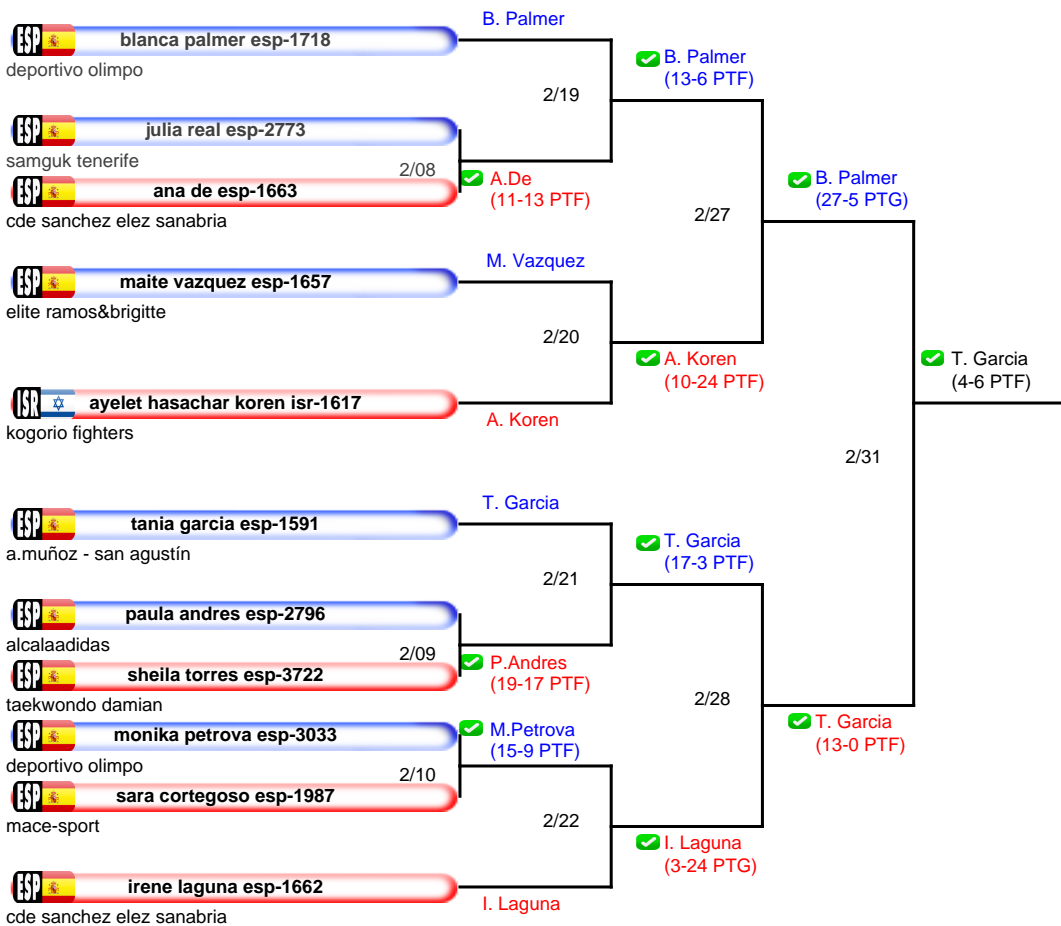 B. Palmer
ESP blanca palmer esp-1718
deportivo olimpo
B. Palmer
(13-6 PTF)
2/19
ESP julia real esp-2773
samguk tenerife
2/08
ESP ana de esp-1663
cde sanchez elez sanabria
A.De
(11-13 PTF)
B. Palmer
(27-5 PTG)
2/27
M. Vazquez
ESP maite vazquez esp-1657
elite ramos&brigitte
2/20
A. Koren
(10-24 PTF)
T. Garcia
(4-6 PTF)
ISR ayelet hasachar koren isr-1617
kogorio fighters
A. Koren
2/31
T. Garcia
ESP tania garcia esp-1591
a.muñoz - san agustín
T. Garcia
(17-3 PTF)
2/21
ESP paula andres esp-2796
alcalaadidas
2/09
ESP sheila torres esp-3722
taekwondo damian
P.Andres
(19-17 PTF)
2/28
T. Garcia
(13-0 PTF)
ESP monika petrova esp-3033
deportivo olimpo
M.Petrova
(15-9 PTF)
2/10
ESP sara cortegoso esp-1987
mace-sport
2/22
I. Laguna
(3-24 PTG)
ESP irene laguna esp-1662
cde sanchez elez sanabria
I. Laguna